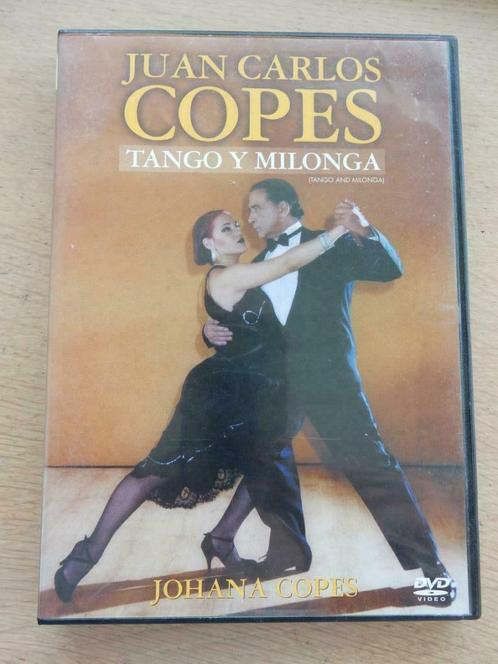 JUAN CARLOS
COPES
TANGO Y MILONGA
(TANGO AND MILONGA)
JOHANA COPES
DVD
VIDEO